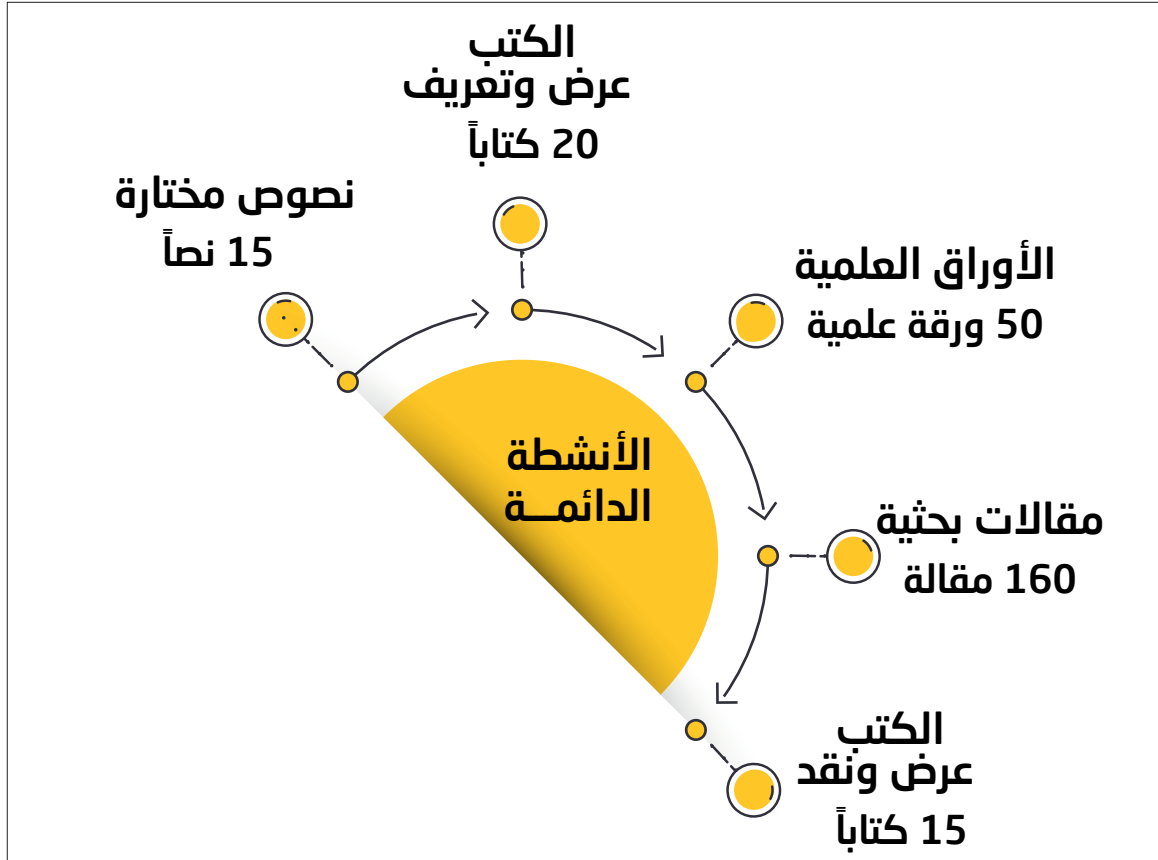 الكتب
عرض وتعريف
20 كتاباً
نصوص مختارة
15 نصاً
الأوراق العلمية
50 ورقة علمية
الأنشطة
الدائمـــة
مقالات بحثية
160 مقالة
الكتب
عرض ونقد
15 كتاباً